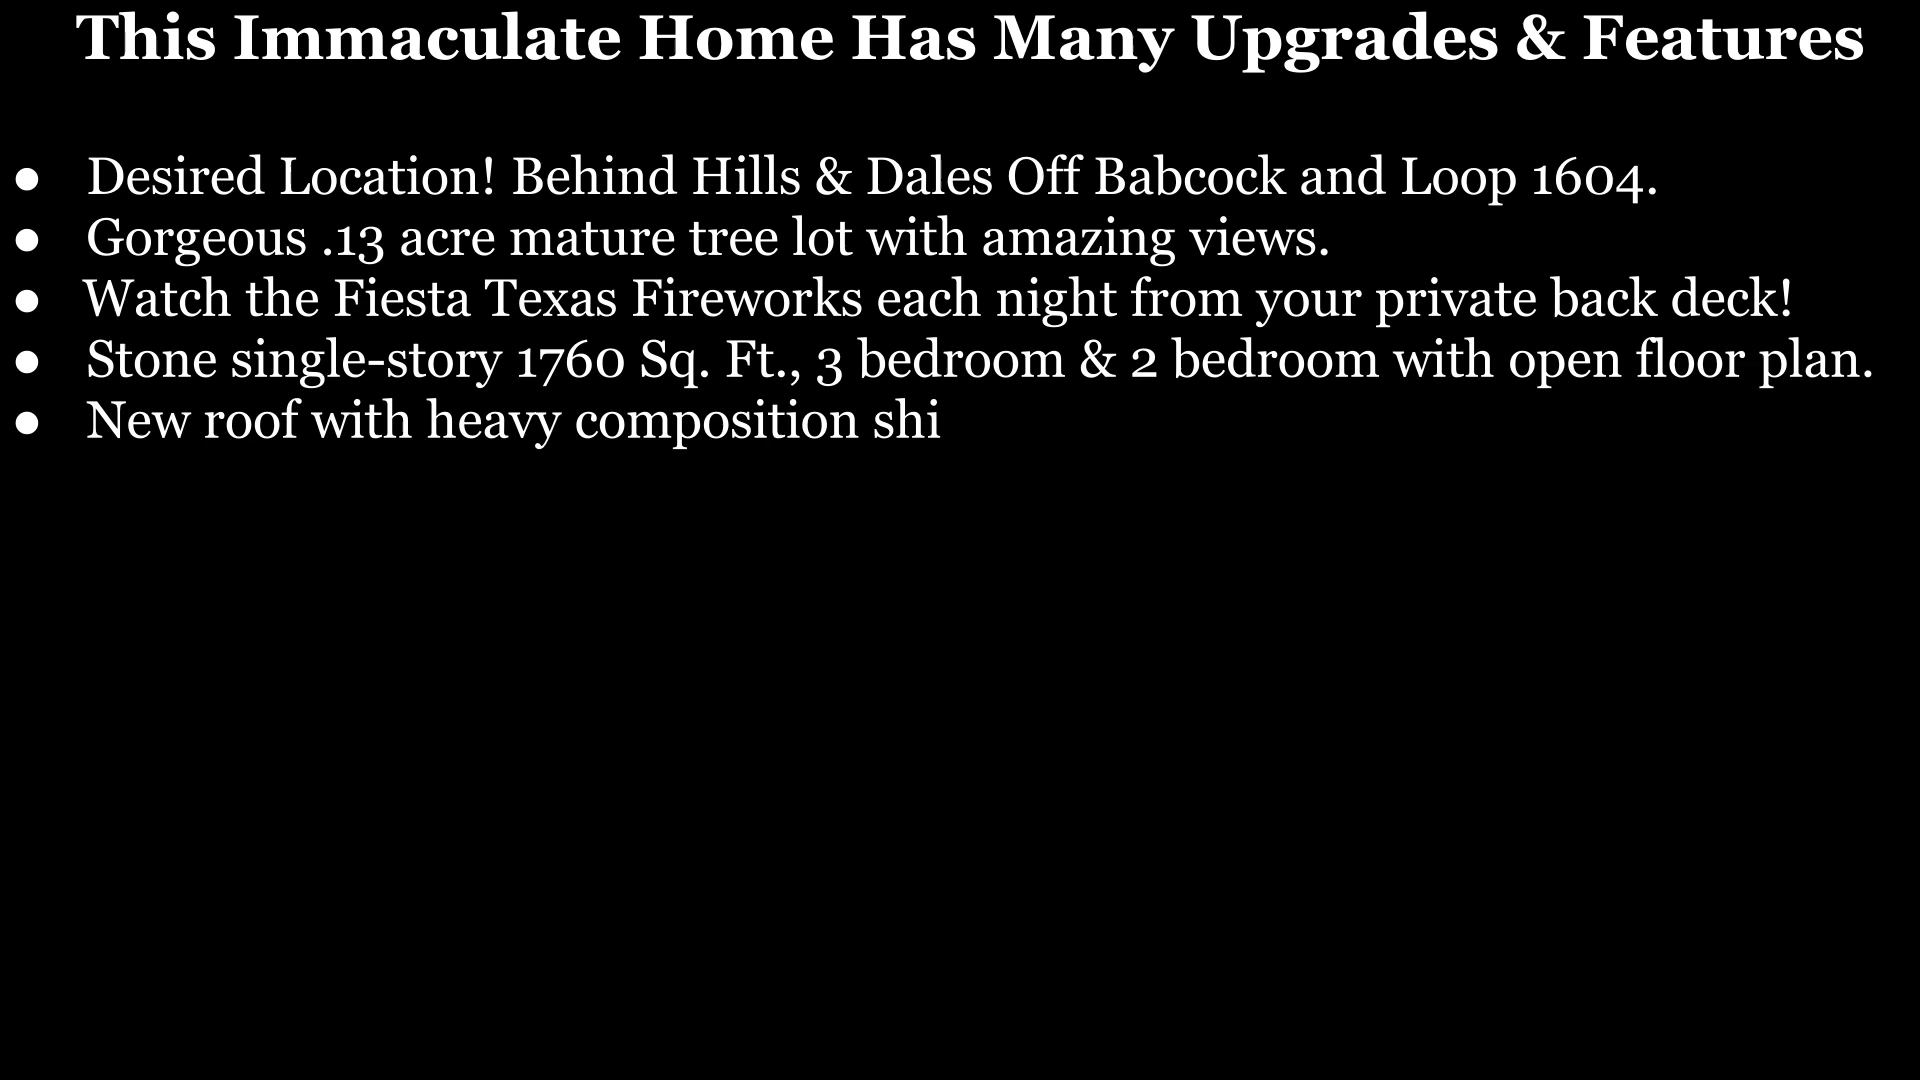 This Immaculate Home Has Many Upgrades & Features
● Desired Location! Behind Hills & Dales Off Babcock and Loop 1604.
● Gorgeous .13 acre mature tree lot with amazing views.
● Watch the Fiesta Texas Fireworks each night from your private back deck!
● Stone single-story 1760 Sq. Ft., 3 bedroom & 2 bedroom with open floor plan.
● New roof with heavy composition shi